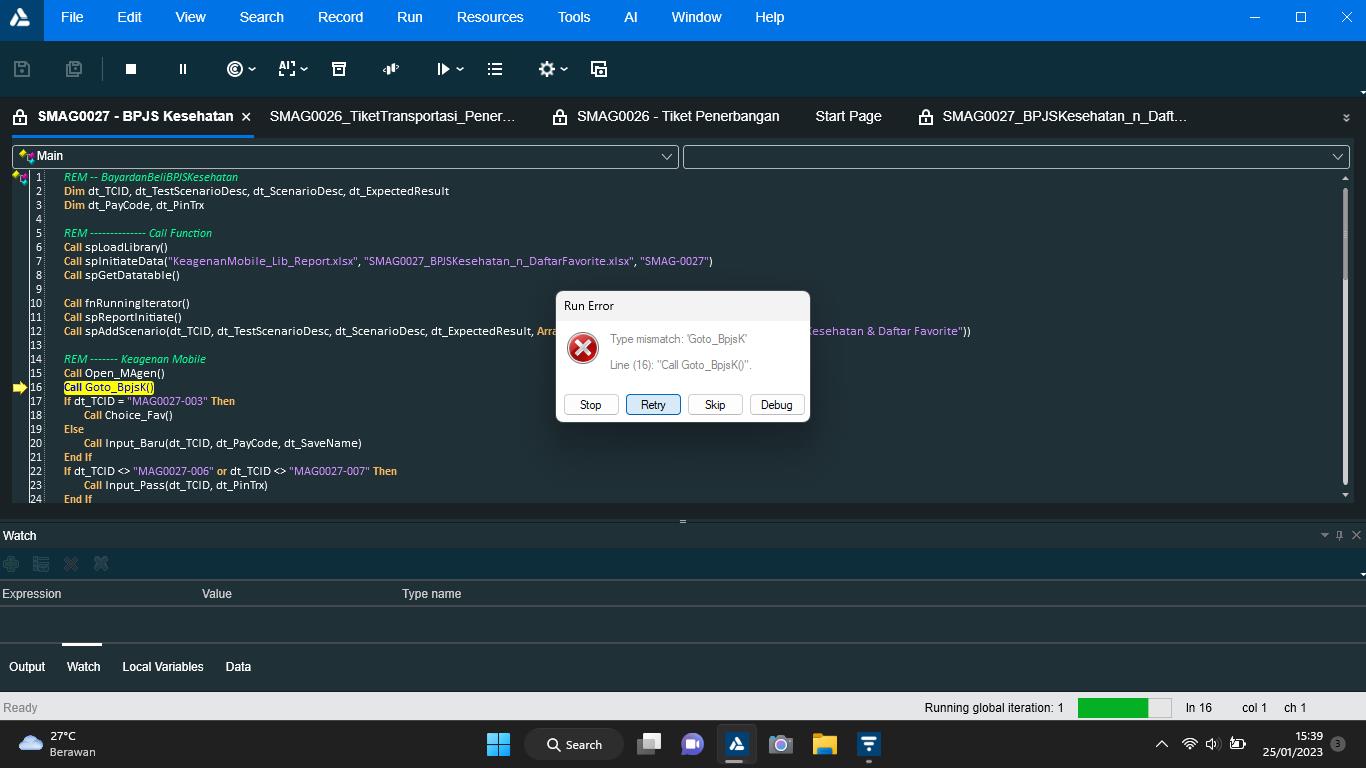 File Edit View Search Record Run Resources Tools AI Window Help
SMAG0027 - BPJS Kesehatan SMAG0026_TiketTransportasi_Pener... SMAG0026 - Tiket Penerbangan Start Page SMAG0027_BPJSKesehatan_n_Daft...
Main
1 REM -- BayardanBeliBPJSKesehatan
2 Dim dt_TCID, dt_TestScenarioDesc, dt_ScenarioDesc, dt_ExpectedResult
3 Dim dt_PayCode, dt_PinTrx
4
5 REM -------------- Call Function
6 Call spLoadLibrary()
7 Call spInitiateData("KeagenanMobile_Lib_Report.xlsx", "SMAG0027_BPJSKesehatan_n_DaftarFavorite.xlsx", "SMAG-0027")
8 Call spGetDatatable()
9
10 Call fnRunningIterator()
11 Call spReportInitiate()
12 Call spAddScenario(dt_TCID, dt_TestScenarioDesc, dt_ScenarioDesc, dt_ExpectedResult, Arra esehatan & Daftar Favorite"))
13
14 REM ------- Keagenan Mobile
15 Call Open_MAgen()
16 Call Goto_BpjsK()
17 If dt_TCID = "MAG0027-003" Then
18 Call Choice_Fav()
19 Else
20 Call Input_Baru(dt_TCID, dt_PayCode, dt_SaveName)
21 End If
22 If dt_TCID <> "MAG0027-006" or dt_TCID <> "MAG0027-007" Then
23 Call Input_Pass(dt_TCID, dt_PinTrx)
24 End If
Run Error
Type mismatch: 'Goto_BpjsK'
Line (16): "Call Goto_BpjsK()".
Stop Retry Skip Debug
Watch
Expression Value Type name
Output Watch Local Variables Data
Ready Running global iteration: 1 ln 16 col 1 ch 1
27°C
Berawan
Search
15:39
25/01/2023
3